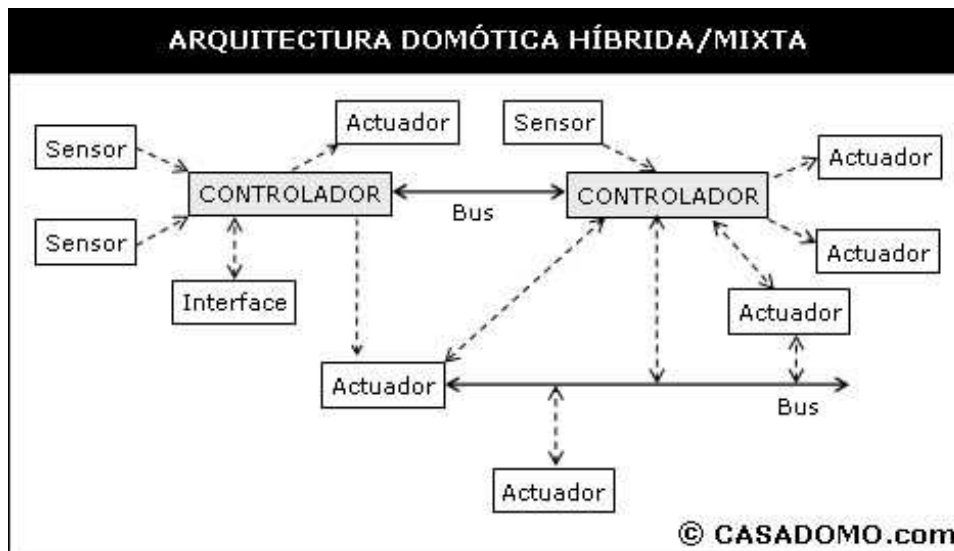 ARQUITECTURA DOMÓTICA HÍBRIDA/MIXTA
Actuador
Sensor
Sensor
Actuador
CONTROLADOR
CONTROLADOR
Bus
Sensor
Actuador
Interface
Actuador
Actuador
Bus
Actuador
© CASADOMO.com